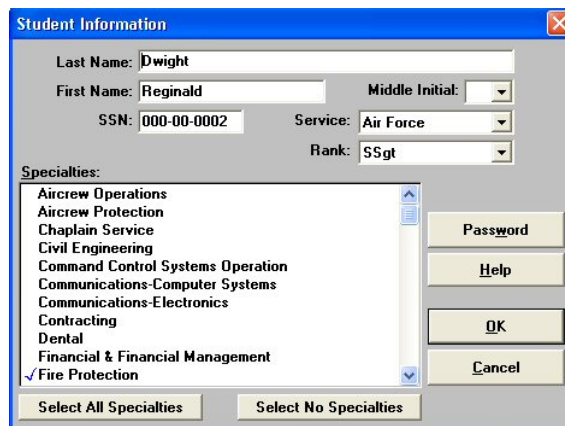 Student Information
Last Name: Dwight
First Name: Reginald Middle Initial:
SSN: 000-00-0002 Service: Air Force
Rank: SSgt
Specialties:
Aircrew Operations
Aircrew Protection
Chaplain Service
Civil Engineering
Command Control Systems Operation
Communications-Computer Systems
Communications-Electronics
Contracting
Dental
Financial & Financial Management
Fire Protection
Password
Help
OK
Cancel
Select All Specialties Select No Specialties